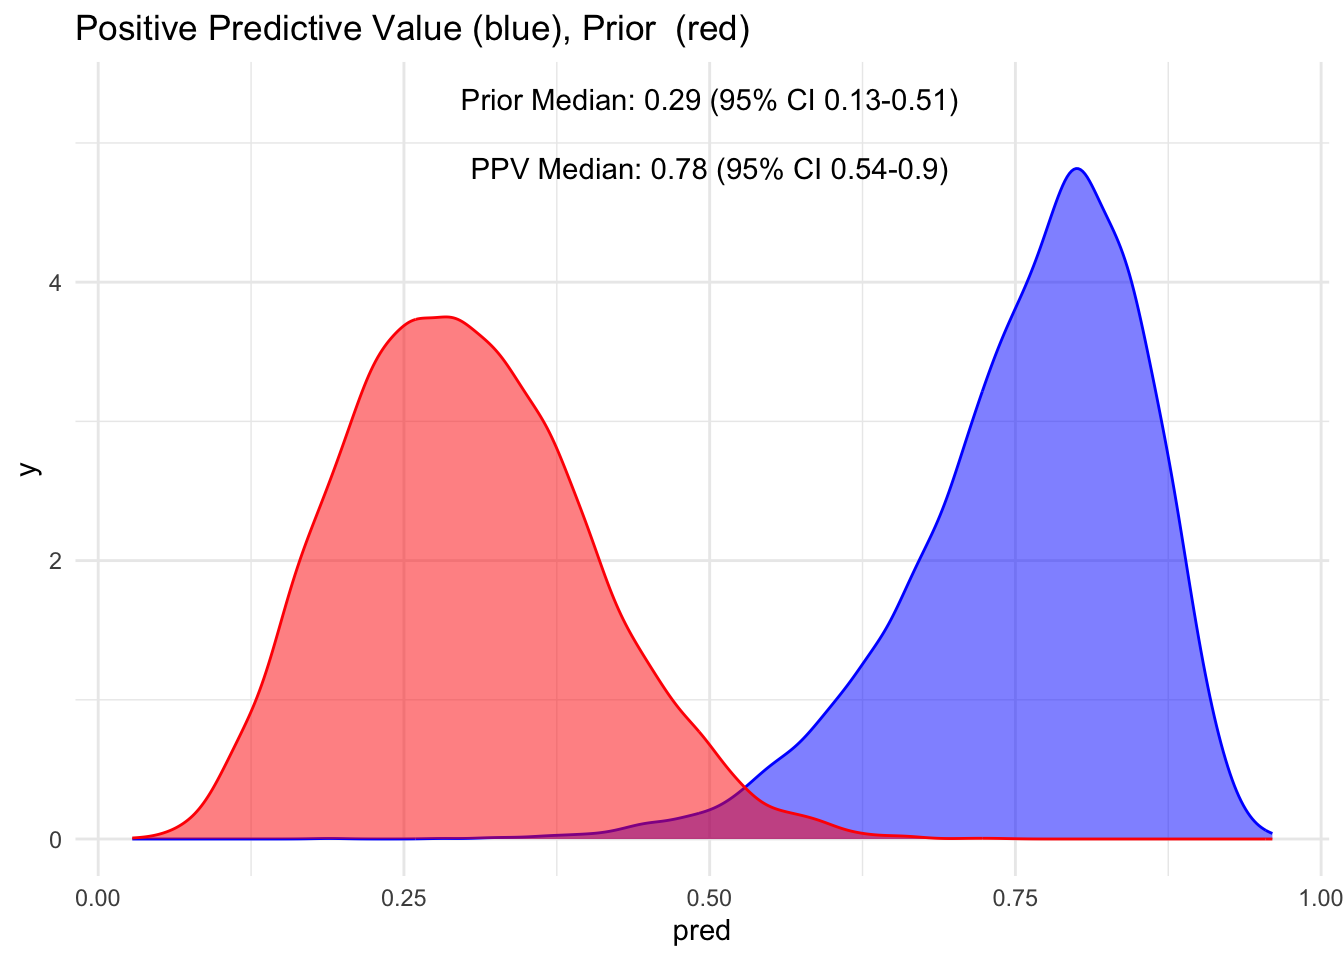 Positive Predictive Value (blue), Prior  (red)
Prior Median: 0.29 (95% CI 0.13-0.51)
PPV Median: 0.78 (95% CI 0.54-0.9)
4
y
2
0
0.00 0.25 0.50 0.75 1.00
pred